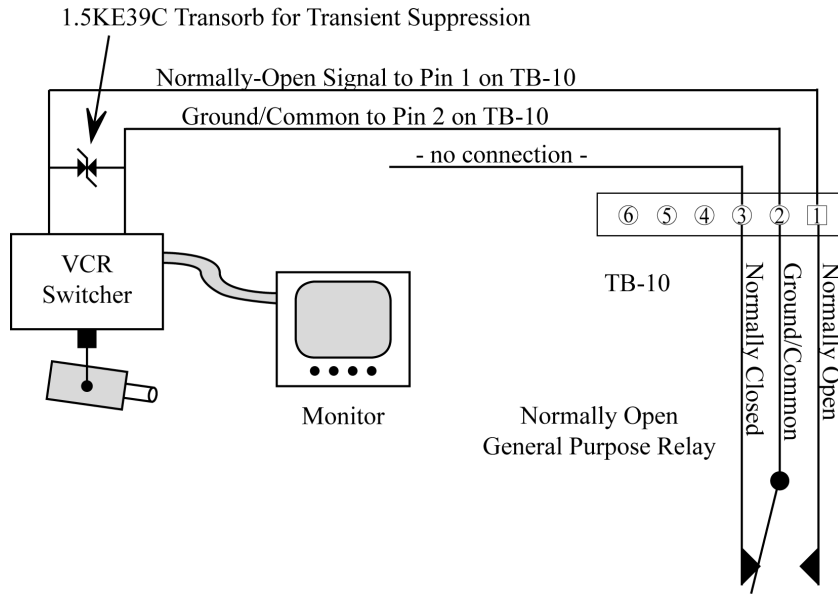 1.5KE39C Transorb for Transient Suppression
Normally-Open Signal to Pin 1 on TB-10
Ground/Common to Pin 2 on TB-10
- no connection -
6 5 4 3 2 1
VCR
Switcher
TB-10
Normally Closed
Ground/Common
Normally Open
Monitor
Normally Open
General Purpose Relay